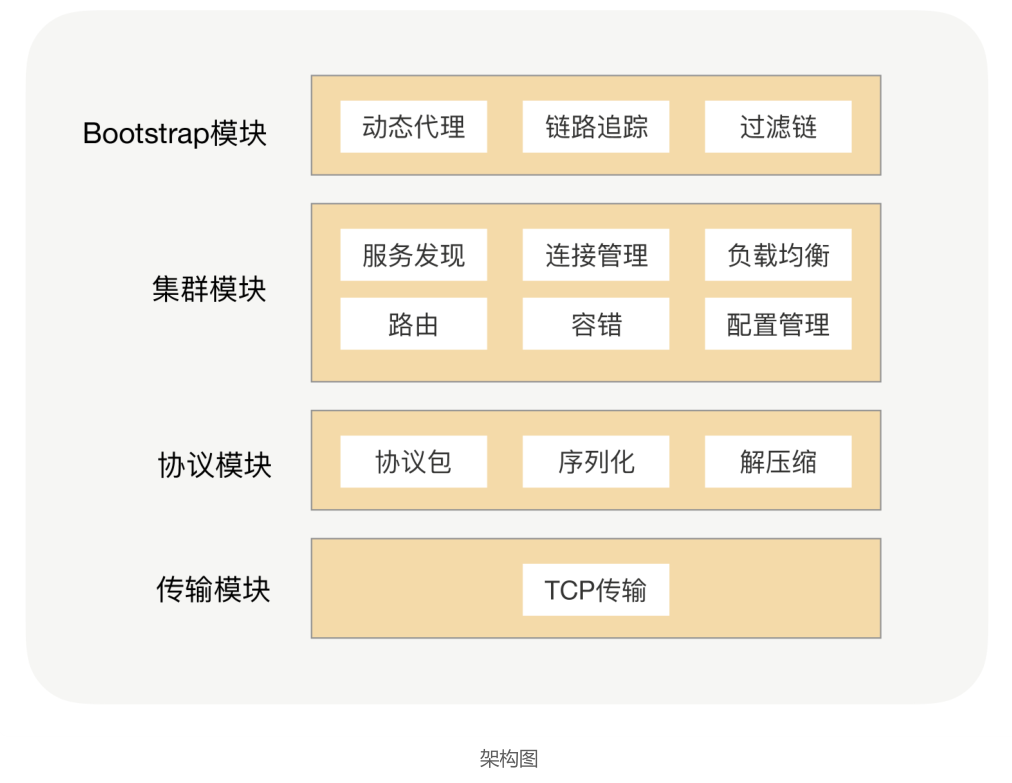 Bootstrap模块
动态代理 链路追踪 过滤链
集群模块
服务发现 连接管理 负载均衡
路由 容错 配置管理
协议模块
协议包 序列化 解压缩
传输模块
TCP传输
架构图